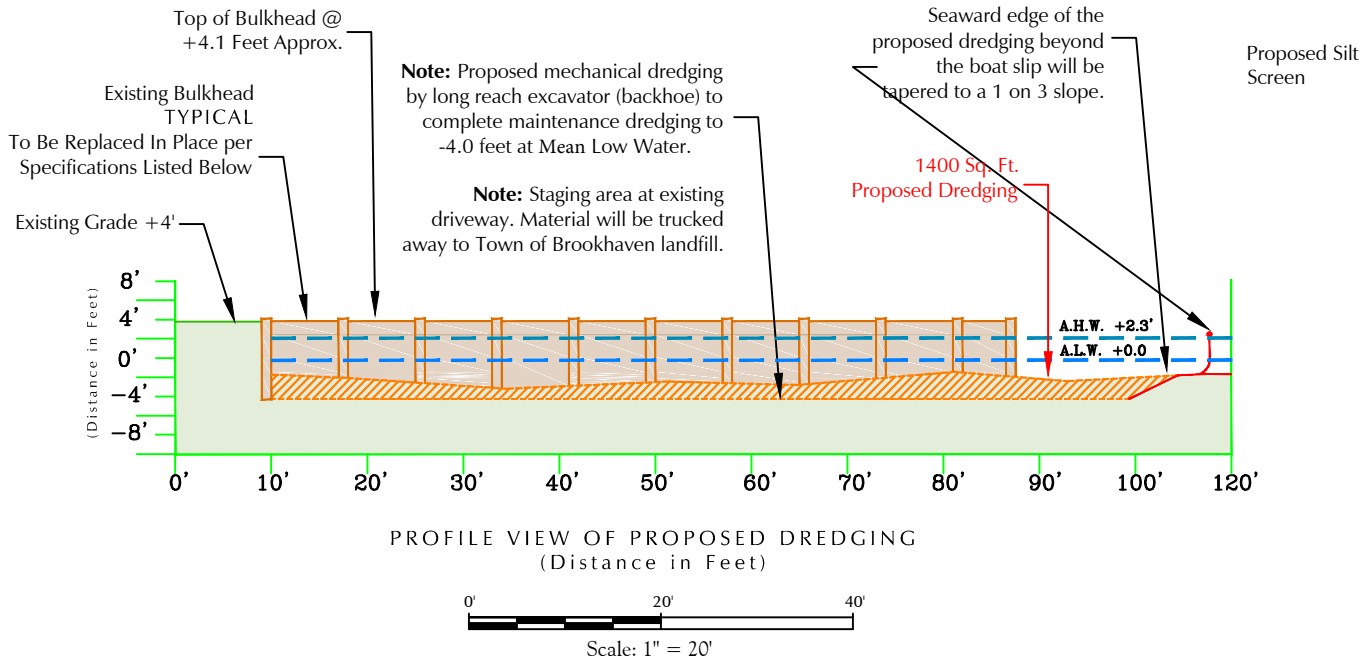 Top of Bulkhead @
+4.1 Feet Approx.
Existing Bulkhead
TYPICAL
To Be Replaced In Place per
Specifications Listed Below
Existing Grade +4'
Note: Proposed mechanical dredging
by long reach excavator (backhoe) to
complete maintenance dredging to
-4.0 feet at Mean Low Water.
Note: Staging area at existing
driveway. Material will be trucked
away to Town of Brookhaven landfill.
Seaward edge of the
proposed dredging beyond
the boat slip will be
tapered to a 1 on 3 slope.
Proposed Silt
Screen
1400 Sq. Ft.
Proposed Dredging
(Distance in Feet)
8'
4'
0'
-4'
-8'
A.H.W. +2.3'
A.L.W. +0.0
0' 10' 20' 30' 40' 50' 60' 70' 80' 90' 100' 120'
PROFILE VIEW OF PROPOSED DREDGING
(Distance in Feet)
0' 20' 40'
Scale: 1" = 20'